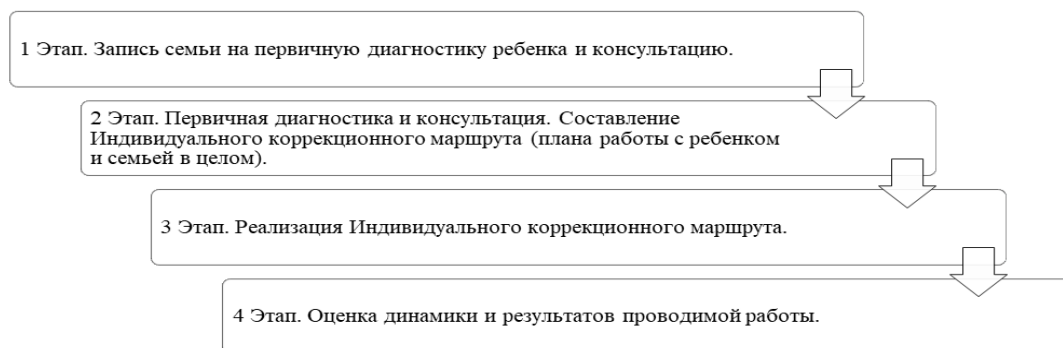 1 Этап. Запись семьи на первичную диагностику ребенка и консультацию.
2 Этап. Первичная диагностика и консультация. Составление
Индивидуального коррекционного маршрута (плана работы с ребенком
и семьей в целом).
3 Этап. Реализация Индивидуального коррекционного маршрута.
4 Этап. Оценка динамики и результатов проводимой работы.